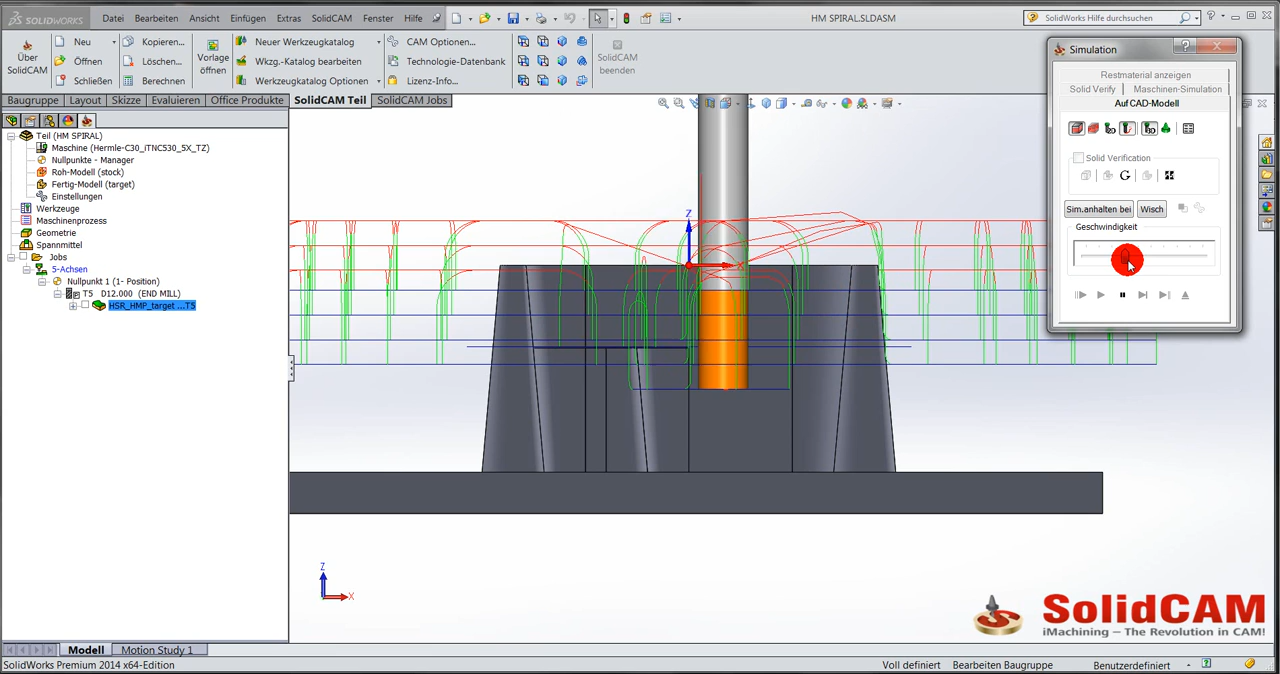 SOLIDWORKS Datei Bearbeiten Ansicht Einfügen Extras SolidCAM Fenster Hilfe HM SPIRAL.SLDASM SolidWorks Hilfe durchsuchen
Über SolidCAM
Neu
Öffnen
Schließen
Kopieren...
Löschen...
Berechnen
Vorlage öffnen
Neuer Werkzeugkatalog
Wkzg.-Katalog bearbeiten
Werkzeugkatalog Optionen
CAM Optionen...
Technologie-Datenbank
Lizenz-Info...
SolidCAM beenden
Baugruppe Layout Skizze Evaluieren Office Produkte SolidCAM Teil SolidCAM Jobs
Teil (HM SPIRAL)
Maschine (Hermle-C30_iTNC530_5X_TZ)
Nullpunkte - Manager
Roh-Modell (stock)
Fertig-Modell (target)
Einstellungen
Werkzeuge
Maschinenprozess
Geometrie
Spannmittel
Jobs
5-Achsen
Nullpunkt 1 (1- Position)
T5 D12.000 (END MILL)
HSR_HMP_target ...T5
Z
X
Z
X
Simulation
Restmaterial anzeigen
Solid Verify Maschinen-Simulation
Auf CAD-Modell
Solid Verification
Sim.anhalten bei Wisch
Geschwindigkeit
SolidCAM
iMachining – The Revolution in CAM!
Modell Motion Study 1
SolidWorks Premium 2014 x64-Edition Voll definiert Bearbeiten Baugruppe Benutzerdefiniert